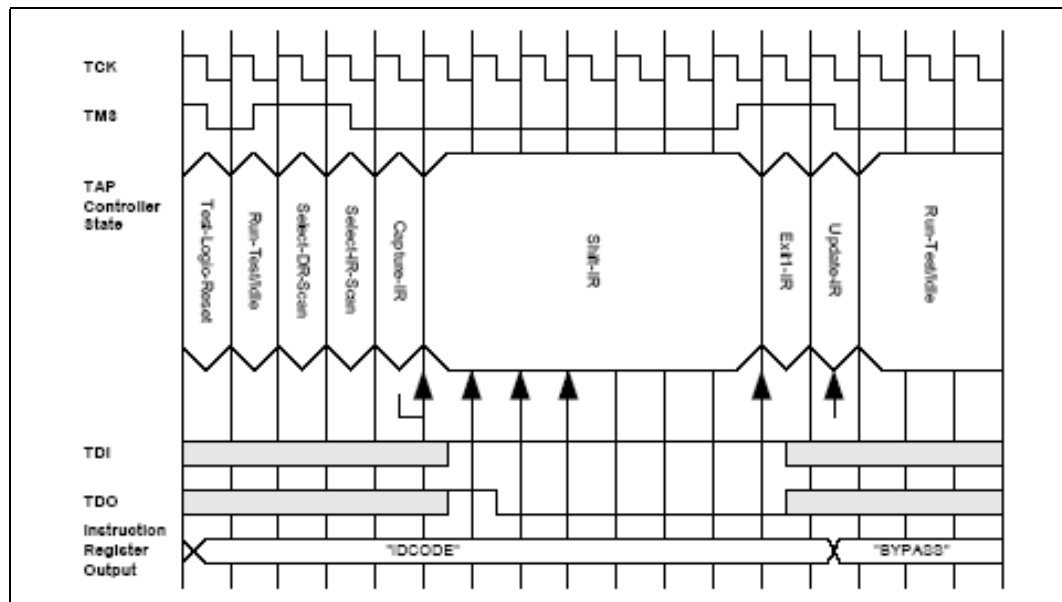 TCK
TMS
TAP
Controller
State
Test-Logic-Reset
Run-Test/Idle
Select-DR-Scan
Select-IR-Scan
Capture-IR
Shift-IR
Exit1-IR
Update-IR
Run-Test/Idle
TDI
TDO
Instruction
Register
Output
"IDCODE"
"BYPASS"